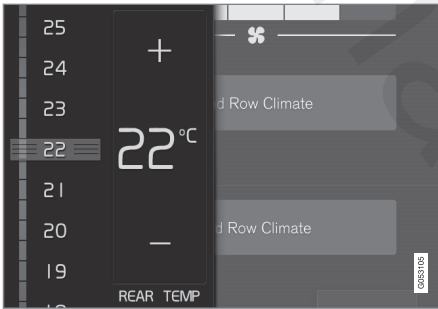 25
24
23
22
21
20
19
+
22°C
−
REAR TEMP
Row Climate
Row Climate
G053105